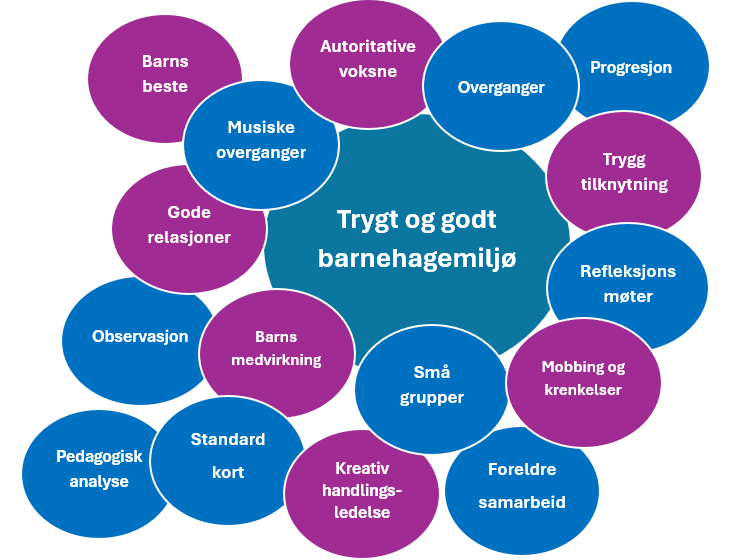 Barns
beste
Autoritative
voksne
Overganger
Progresjon
Musiske
overganger
Trygg
tilknytning
Gode
relasjoner
Trygt og godt
barnehagemiljø
Refleksjons
møter
Observasjon
Barns
medvirkning
Små
grupper
Mobbing og
krenkelser
Pedagogisk
analyse
Standard
kort
Kreativ
handlings-
ledelse
Foreldre
samarbeid